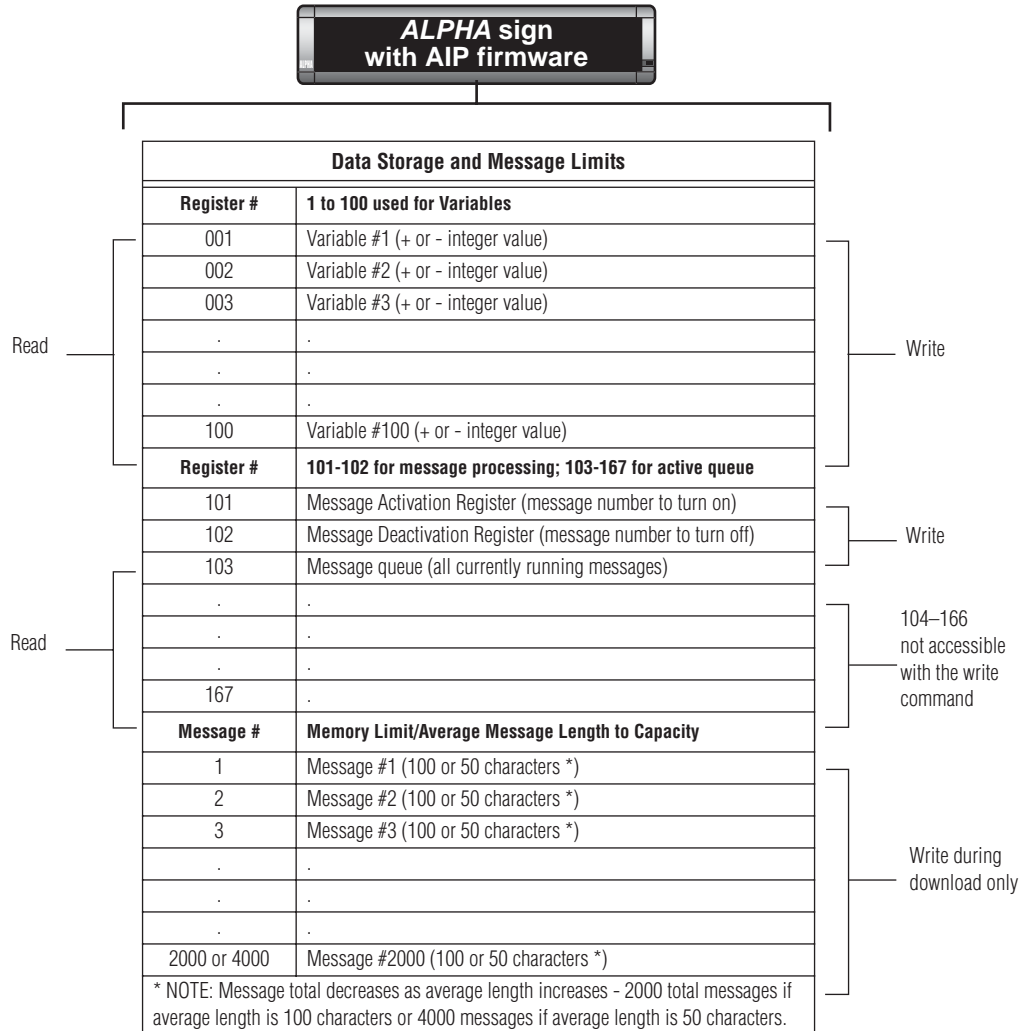 ALPHA sign
with AIP firmware
ALPHA
Data Storage and Message Limits
Register # 1 to 100 used for Variables
001 Variable #1 (+ or - integer value)
002 Variable #2 (+ or - integer value)
003 Variable #3 (+ or - integer value)
. .
. .
. .
100 Variable #100 (+ or - integer value)
Read
Write
Register # 101-102 for message processing; 103-167 for active queue
101 Message Activation Register (message number to turn on)
102 Message Deactivation Register (message number to turn off)
Write
103 Message queue (all currently running messages)
. .
. .
. .
167 .
Read
104–166
not accessible
with the write
command
Message # Memory Limit/Average Message Length to Capacity
1 Message #1 (100 or 50 characters *)
2 Message #2 (100 or 50 characters *)
3 Message #3 (100 or 50 characters *)
. .
. .
. .
2000 or 4000 Message #2000 (100 or 50 characters *)
Write during
download only
* NOTE: Message total decreases as average length increases - 2000 total messages if
average length is 100 characters or 4000 messages if average length is 50 characters.